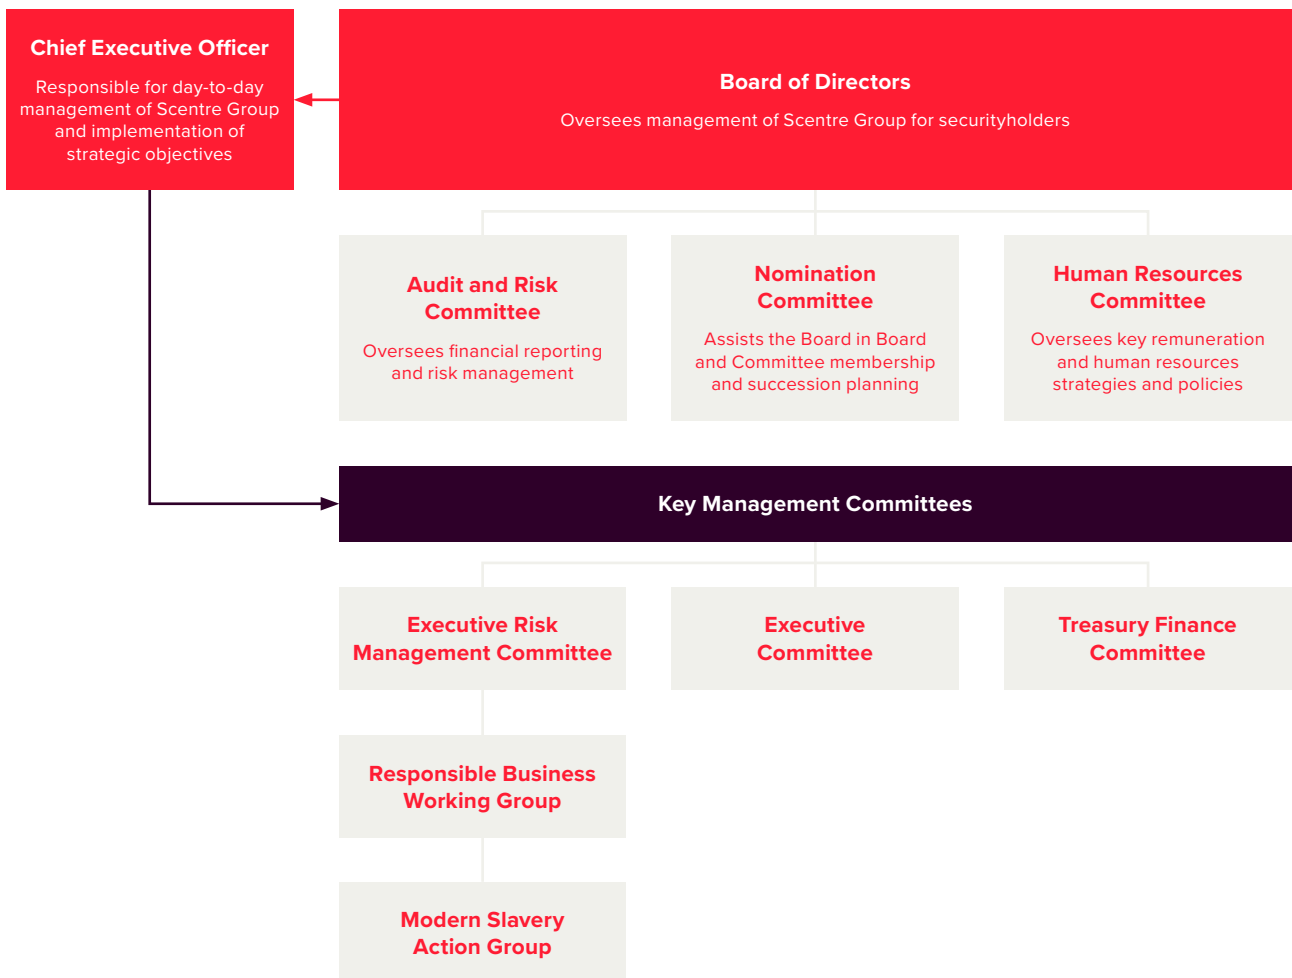 Chief Executive Officer
Responsible for day-to-day
management of Scentre Group
and implementation of
strategic objectives
Board of Directors
Oversees management of Scentre Group for securityholders
Audit and Risk
Committee
Oversees financial reporting
and risk management
Nomination
Committee
Assists the Board in Board
and Committee membership
and succession planning
Human Resources
Committee
Oversees key remuneration
and human resources
strategies and policies
Key Management Committees
Executive Risk
Management Committee
Executive
Committee
Treasury Finance
Committee
Responsible Business
Working Group
Modern Slavery
Action Group